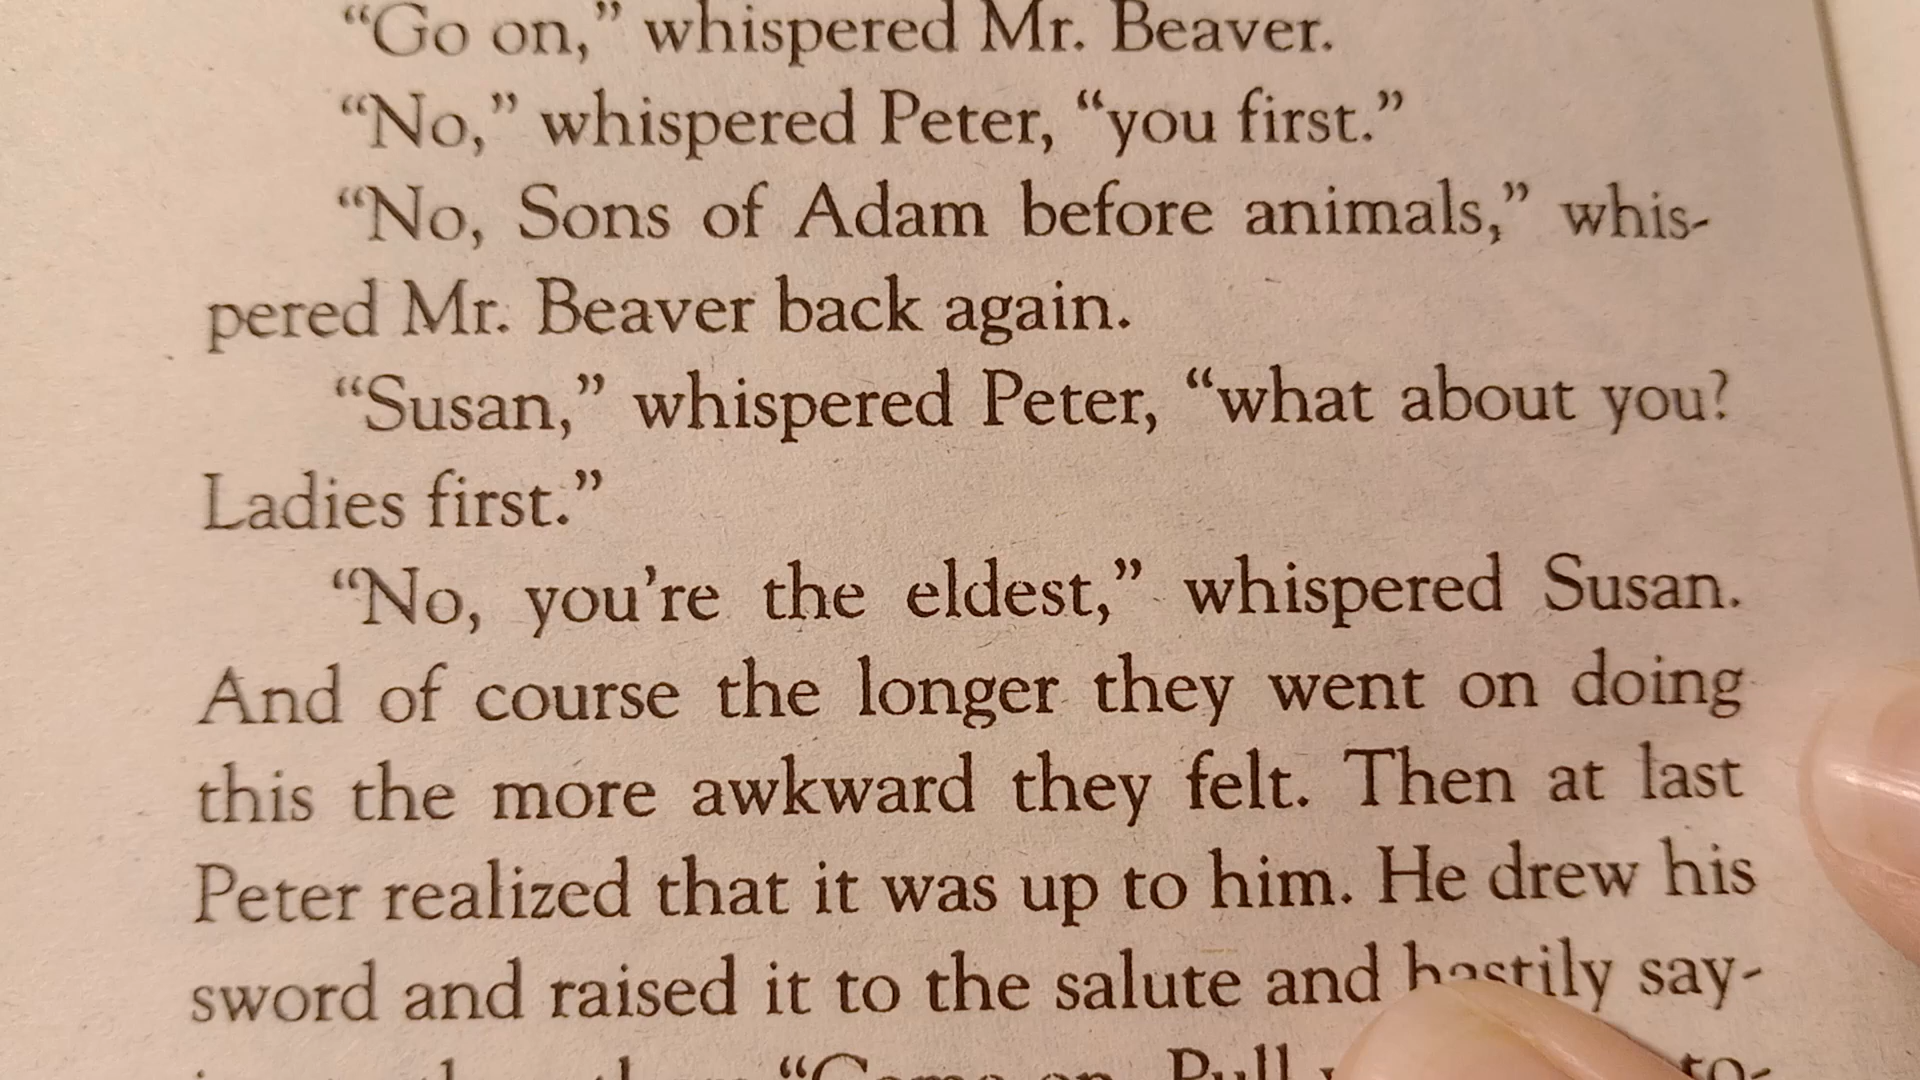 “Go on,” whispered Mr. Beaver.
“No,” whispered Peter, “you first.”
“No, Sons of Adam before animals,” whis-
pered Mr. Beaver back again.
“Susan,” whispered Peter, “what about you?
Ladies first.”
“No, you’re the eldest,” whispered Susan.
And of course the longer they went on doing
this the more awkward they felt. Then at last
Peter realized that it was up to him. He drew his
sword and raised it to the salute and hastily say-
“Come on. Pull